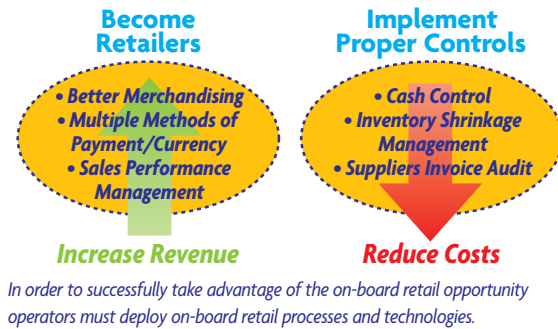 Become
Retailers
• Better Merchandising
• Multiple Methods of
Payment/Currency
• Sales Performance
Management
Increase Revenue
Implement
Proper Controls
• Cash Control
• Inventory Shrinkage
Management
• Suppliers Invoice Audit
Reduce Costs
In order to successfully take advantage of the on-board retail opportunity
operators must deploy on-board retail processes and technologies.